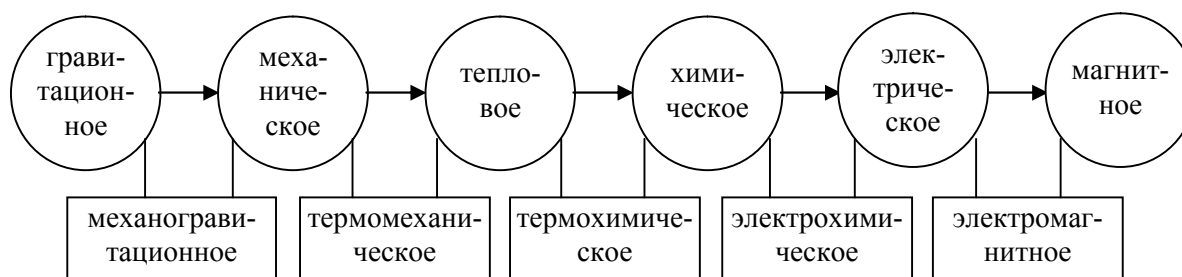 грави-
тацион-
ное
меха-
ниче-
ское
тепло-
вое
хими-
ческое
элек-
триче-
ское
магнит-
ное
механограви-
тационное
термомехани-
ческое
термохимиче-
ское
электрохими-
ческое
электромаг-
нитное